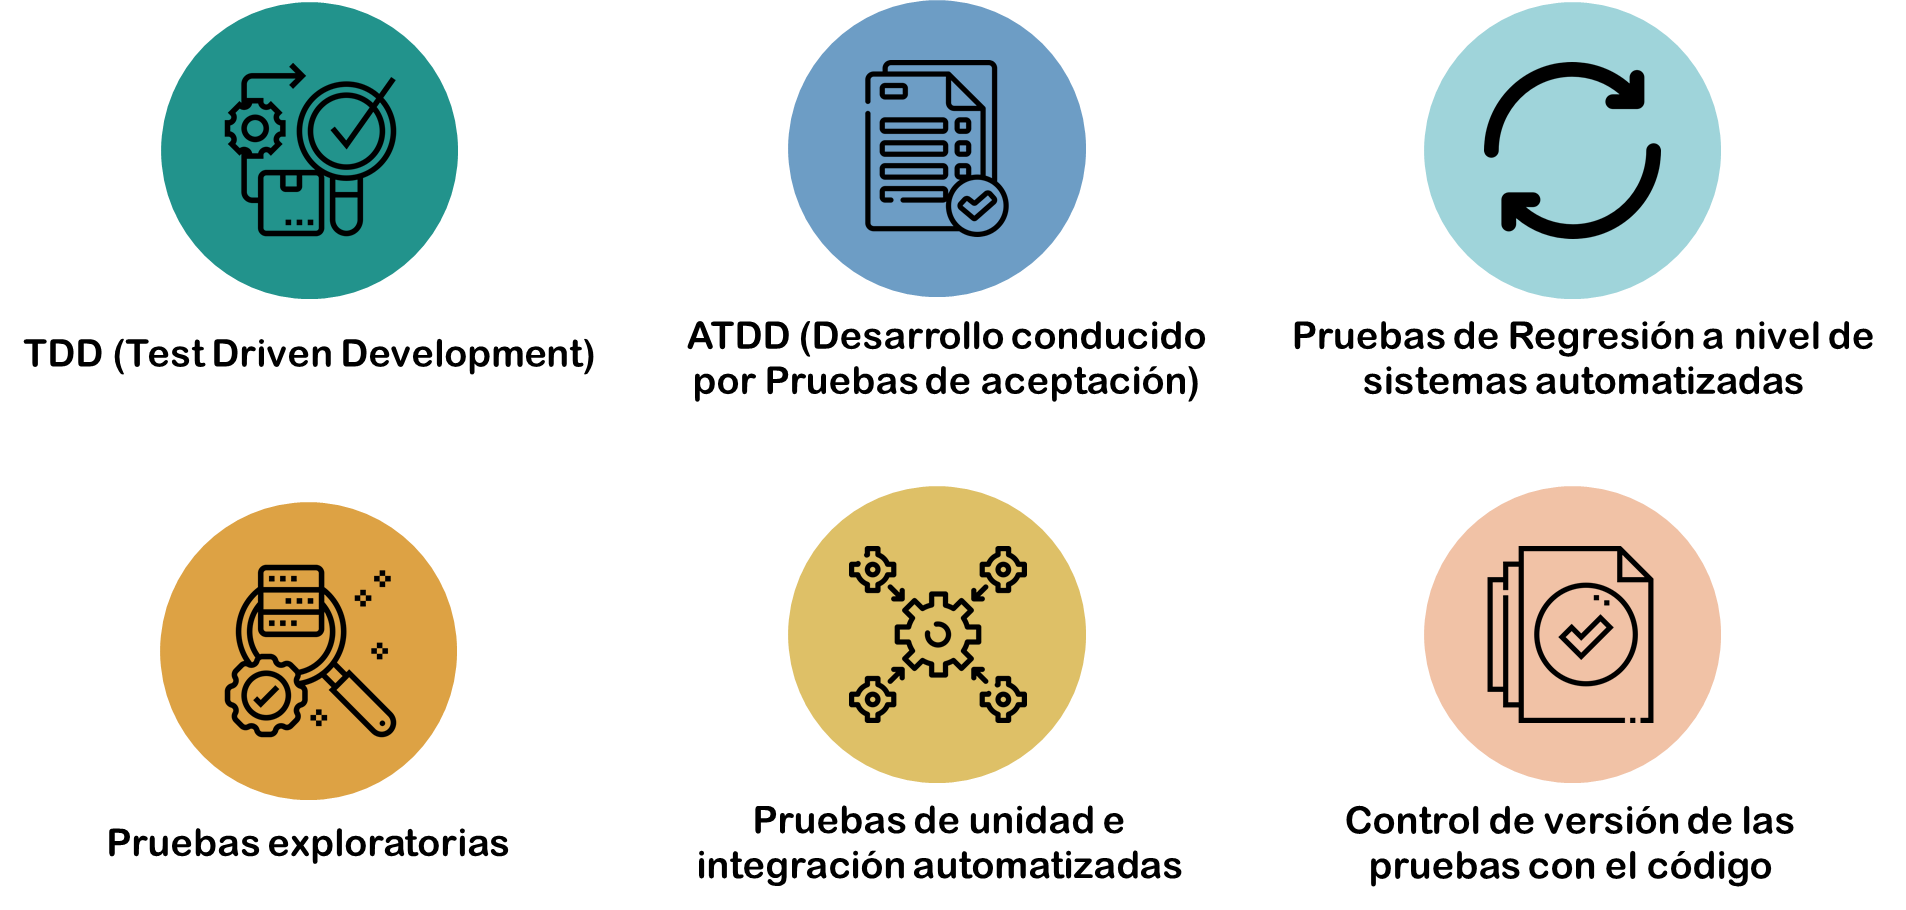 TDD (Test Driven Development)
ATDD (Desarrollo conducido
por Pruebas de aceptación)
Pruebas de Regresión a nivel de
sistemas automatizadas
Pruebas exploratorias
Pruebas de unidad e
integración automatizadas
Control de versión de las
pruebas con el código